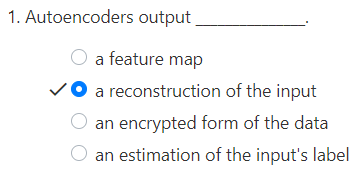 1. Autoencoders output ______________.
a feature map
a reconstruction of the input
an encrypted form of the data
an estimation of the input's label